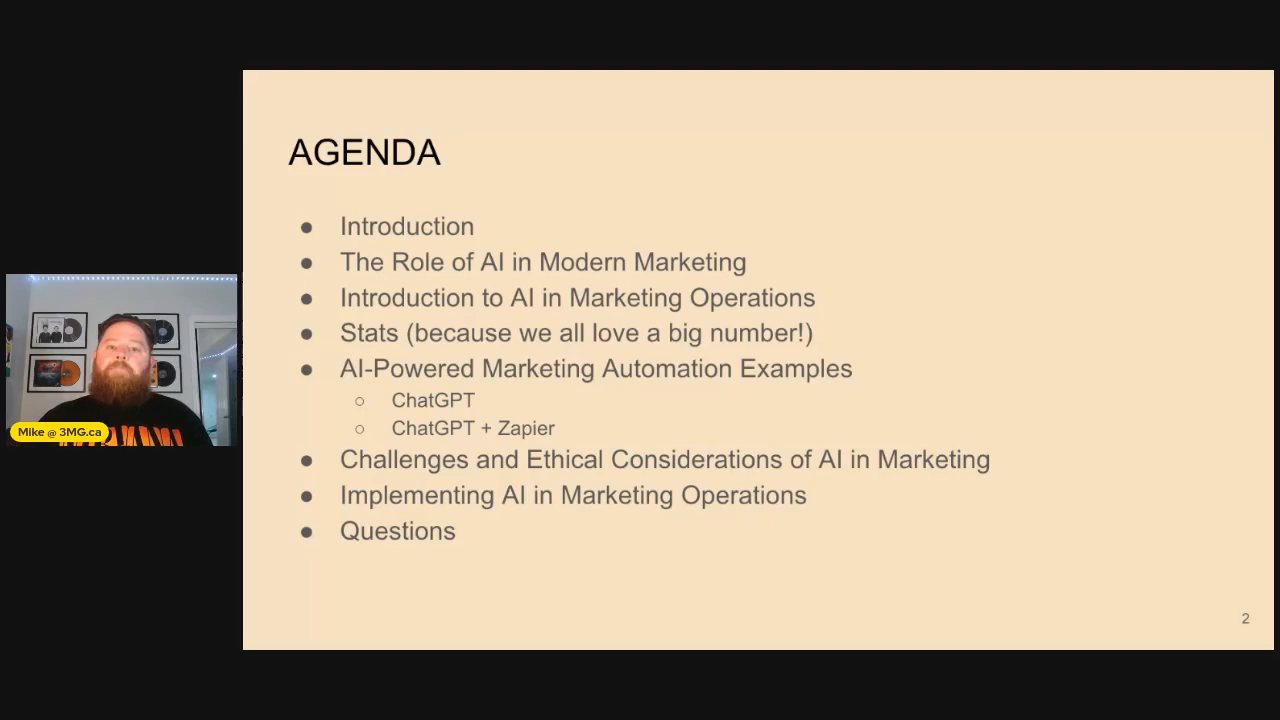 AGENDA
● Introduction
● The Role of AI in Modern Marketing
● Introduction to AI in Marketing Operations
● Stats (because we all love a big number!)
● AI-Powered Marketing Automation Examples
○ ChatGPT
○ ChatGPT + Zapier
● Challenges and Ethical Considerations of AI in Marketing
● Implementing AI in Marketing Operations
● Questions
Mike @ 3MG.ca
2